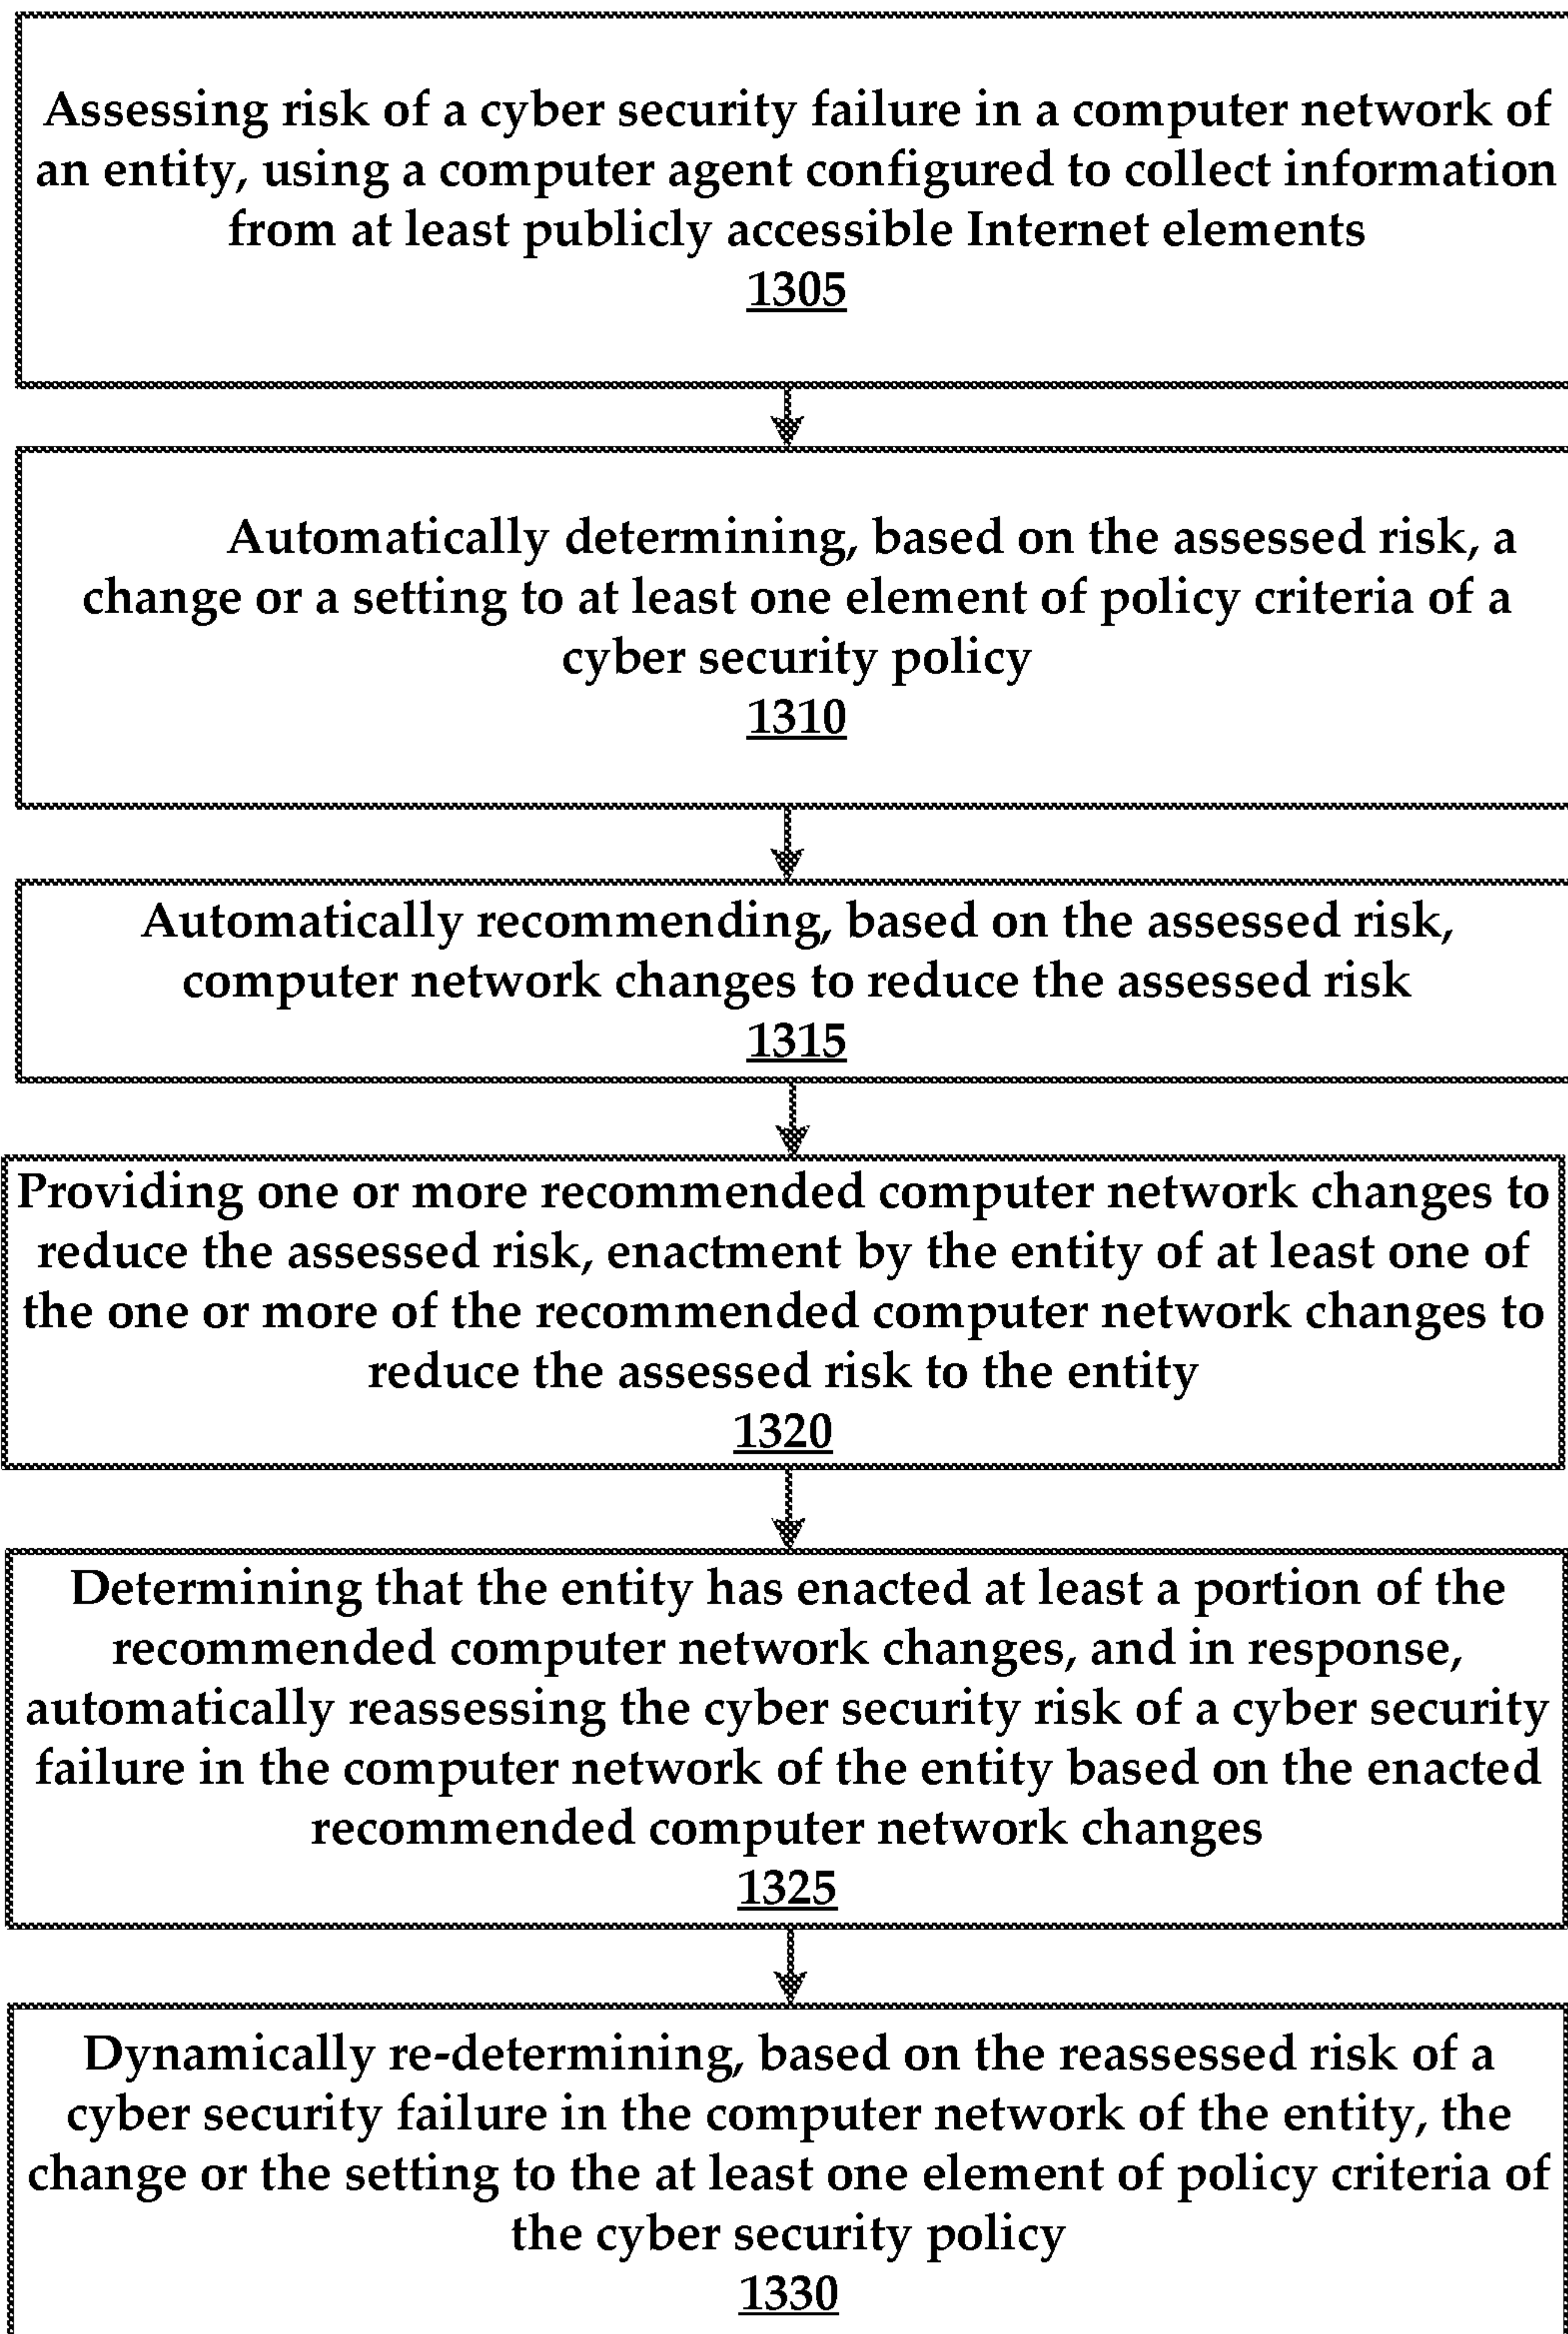 Assessing risk of a cyber security failure in a computer network of
an entity, using a computer agent configured to collect information
from at least publicly accessible Internet elements
1305
Automatically determining, based on the assessed risk, a
change or a setting to at least one element of policy criteria of a
cyber security policy
1310
Automatically recommending, based on the assessed risk,
computer network changes to reduce the assessed risk
1315
Providing one or more recommended computer network changes to
reduce the assessed risk, enactment by the entity of at least one of
the one or more of the recommended computer network changes to
reduce the assessed risk to the entity
1320
Determining that the entity has enacted at least a portion of the
recommended computer network changes, and in response,
automatically reassessing the cyber security risk of a cyber security
failure in the computer network of the entity based on the enacted
recommended computer network changes
1325
Dynamically re-determining, based on the reassessed risk of a
cyber security failure in the computer network of the entity, the
change or the setting to the at least one element of policy criteria of
the cyber security policy
1330